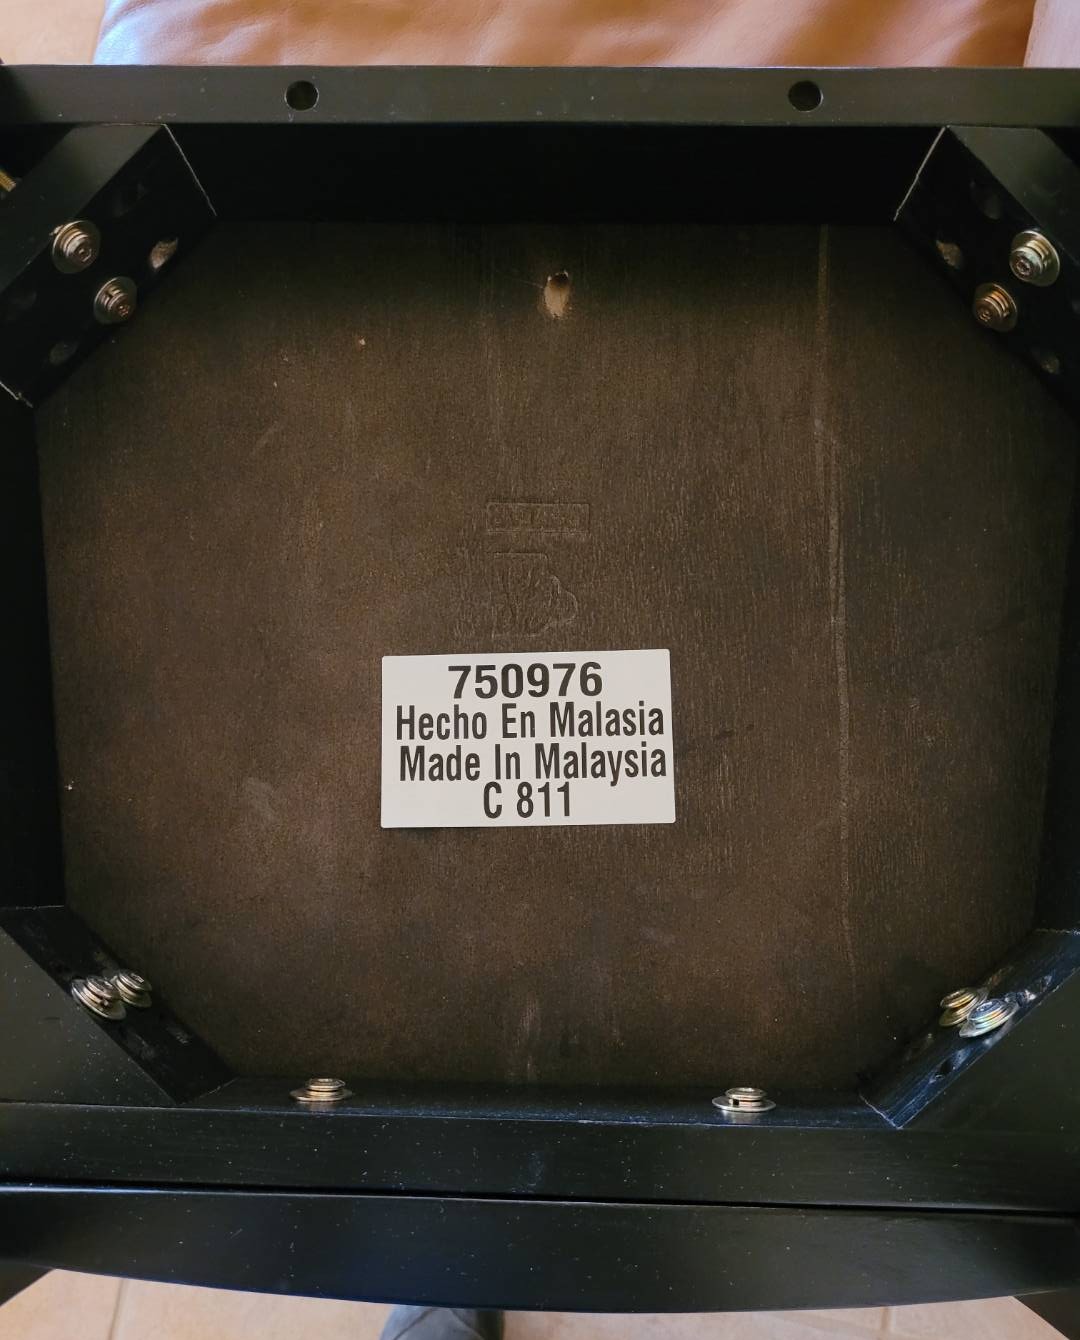 750976
Hecho En Malasia
Made In Malaysia
C 811